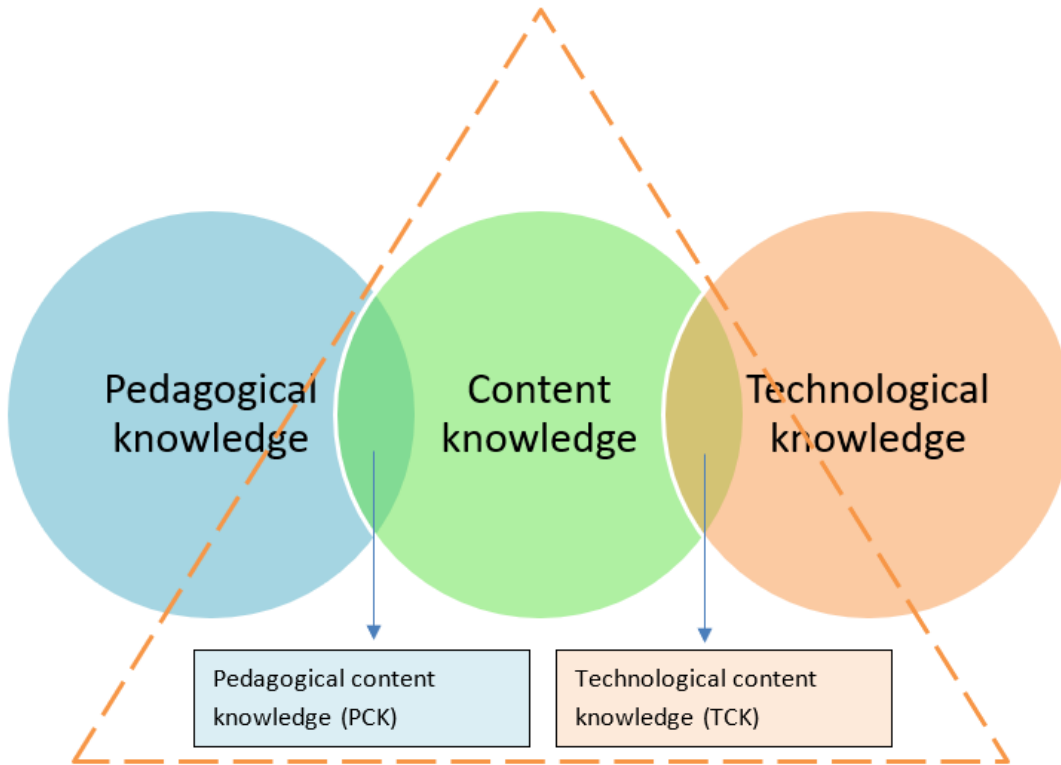 Pedagogical
knowledge
Content
knowledge
Technological
knowledge
Pedagogical content
knowledge (PCK)
Technological content
knowledge (TCK)